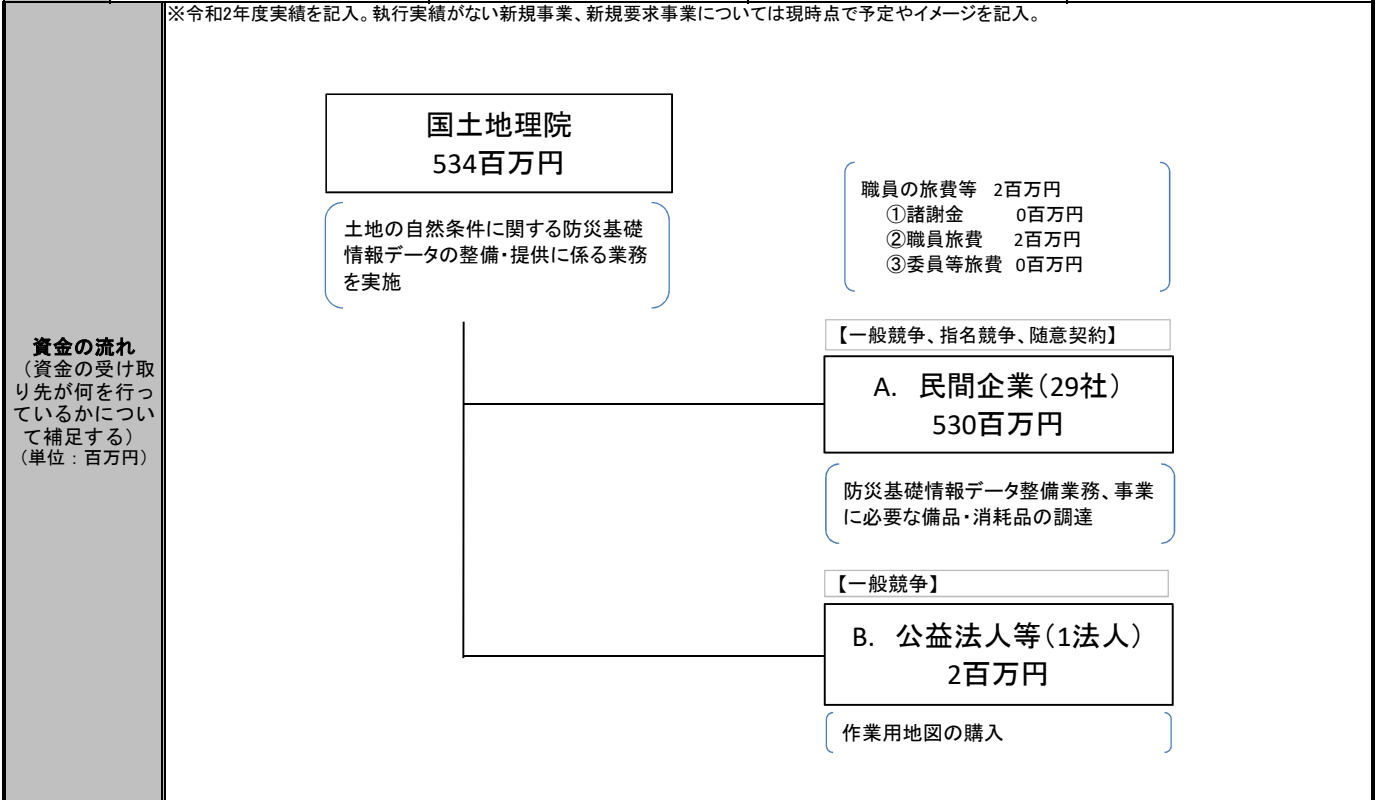 ※令和2年度実績を記入。執行実績がない新規事業、新規要求事業については現時点で予定やイメージを記入。
資金の流れ
（資金の受け取
り先が何を行っ
ているかについ
て補足する）
（単位：百万円）
国土地理院
534百万円
土地の自然条件に関する防災基礎
情報データの整備・提供に係る業務
を実施
職員の旅費等 2百万円
①諸謝金 0百万円
②職員旅費 2百万円
③委員等旅費 0百万円
【一般競争、指名競争、随意契約】
A. 民間企業（29社）
530百万円
防災基礎情報データ整備業務、事業
に必要な備品・消耗品の調達
【一般競争】
B. 公益法人等（1法人）
2百万円
作業用地図の購入